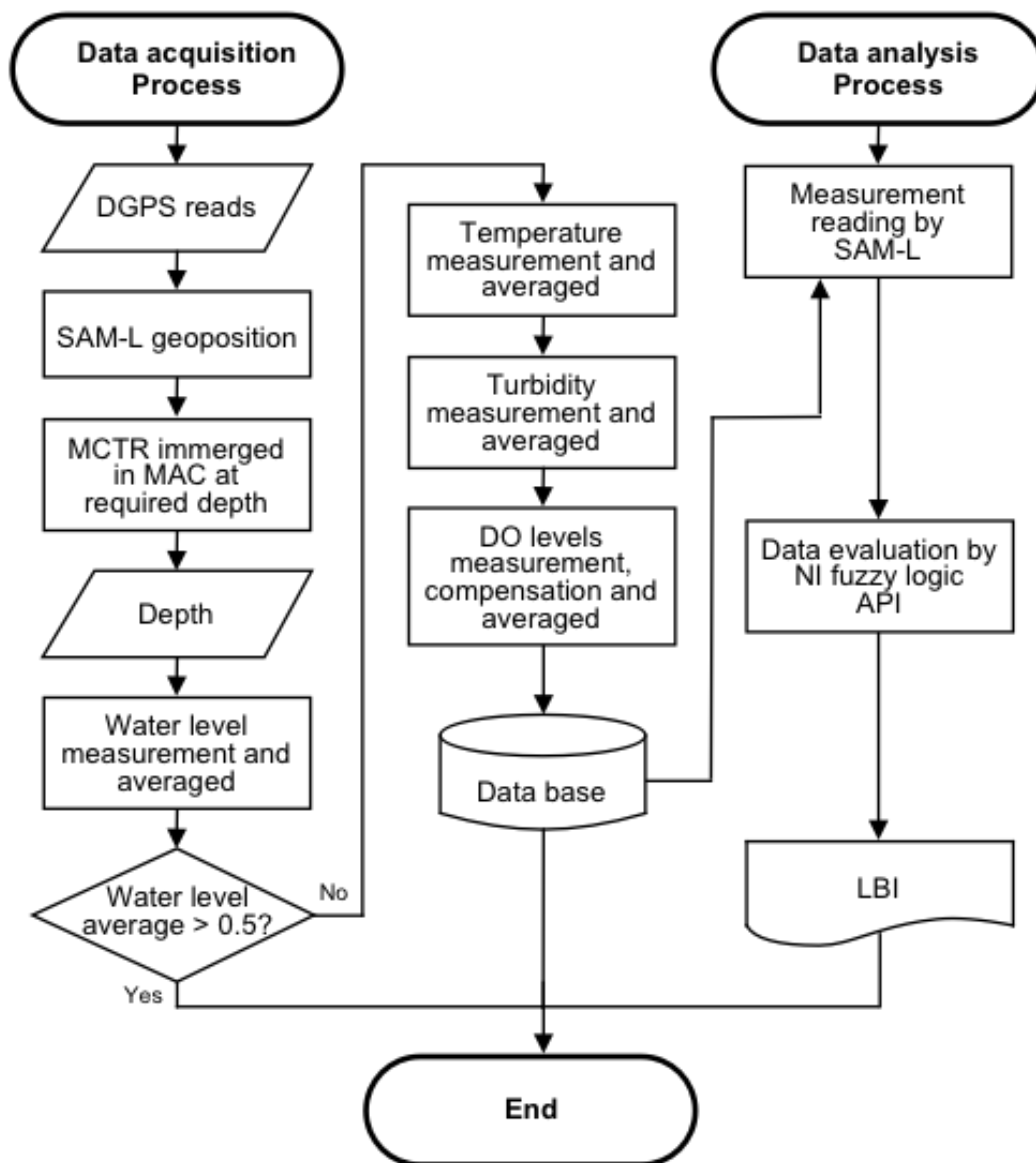 Data acquisition
Process
DGPS reads
SAM-L geoposition
MCTR immerged
in MAC at
required depth
Depth
Water level
measurement and
averaged
Water level
average > 0.5?
No
Yes
Temperature
measurement and
averaged
Turbidity
measurement and
averaged
DO levels
measurement,
compensation and
averaged
Data base
Data analysis
Process
Measurement
reading by
SAM-L
Data evaluation by
NI fuzzy logic
API
LBI
End